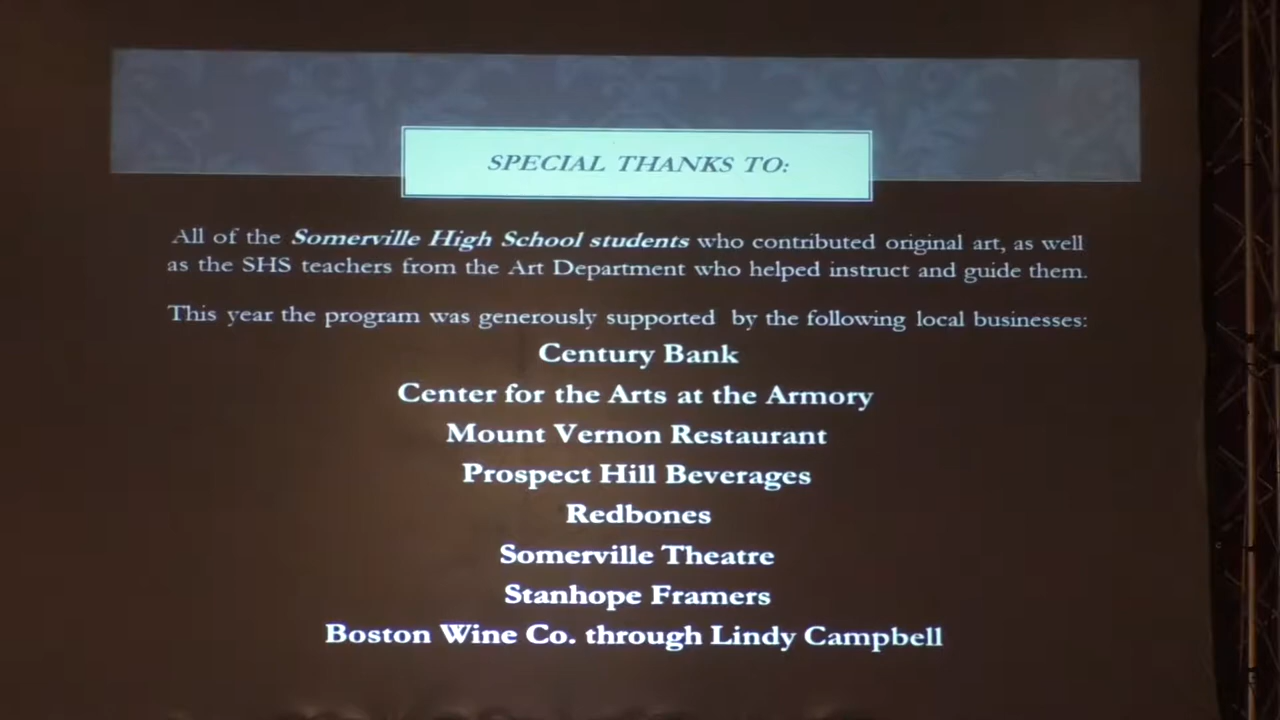 SPECIAL THANKS TO:
All of the Somerville High School students who contributed original art, as well
as the SHS teachers from the Art Department who helped instruct and guide them.
This year the program was generously supported by the following local businesses:
Century Bank
Center for the Arts at the Armory
Mount Vernon Restaurant
Prospect Hill Beverages
Redbones
Somerville Theatre
Stanhope Framers
Boston Wine Co. through Lindy Campbell